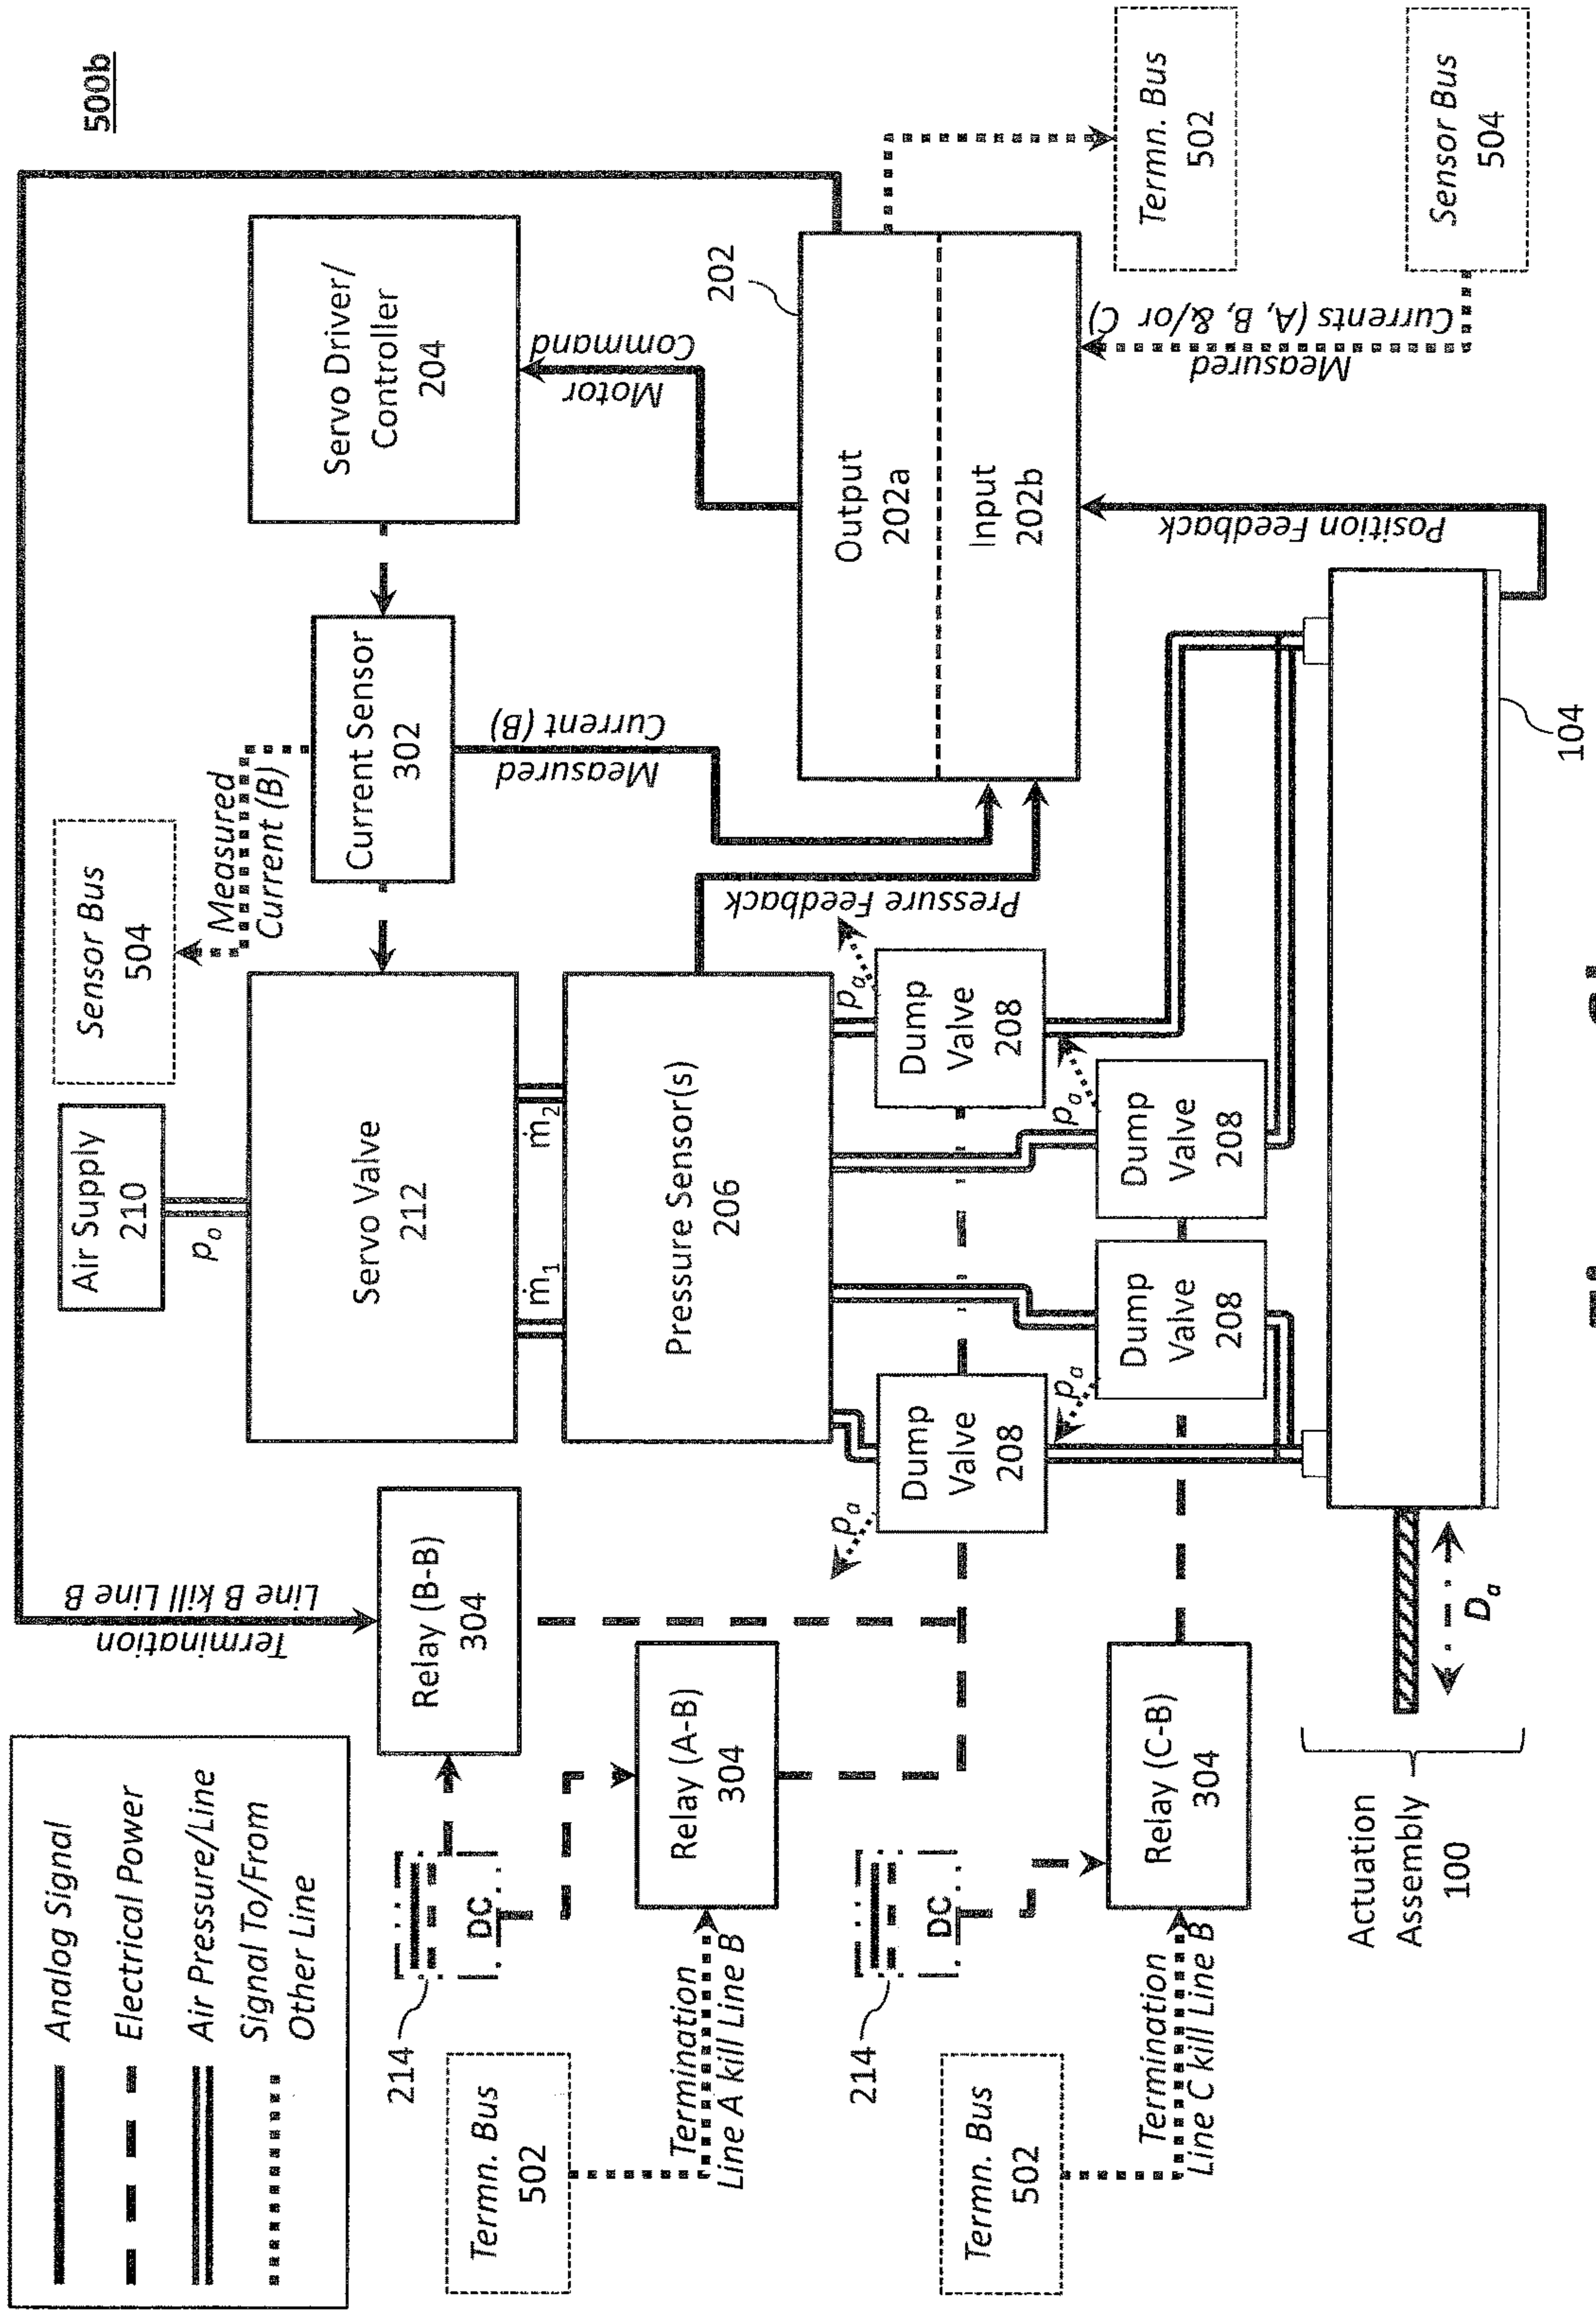 500b
Analog Signal
Electrical Power
Air Pressure/Line
Signal To/From
Other Line
Termination
Line B kill Line B
Air Supply
210
p₀
Sensor Bus
504
Measured
Current (B)
Servo Valve
212
Current Sensor
302
Servo Driver/
Controller
204
Relay (B-B)
304
214
DC
Termn. Bus
502
ṁ₁
ṁ₂
Measured
Current (B)
Motor
Command
Pressure Sensor(s)
206
Relay (A-B)
304
Termination
Line A kill Line B
Pressure Feedback
202
Output
202a
Input
202b
Termn. Bus
502
pₐ
Dump
Valve
208
pₐ
Dump
Valve
208
214
DC
Termn. Bus
502
Termination
Line C kill Line B
Relay (C-B)
304
pₐ
Dump
Valve
208
pₐ
Dump
Valve
208
Position Feedback
Measured
Currents (A, B, &/or C)
Sensor Bus
504
Actuation
Assembly
100
Dₐ
104